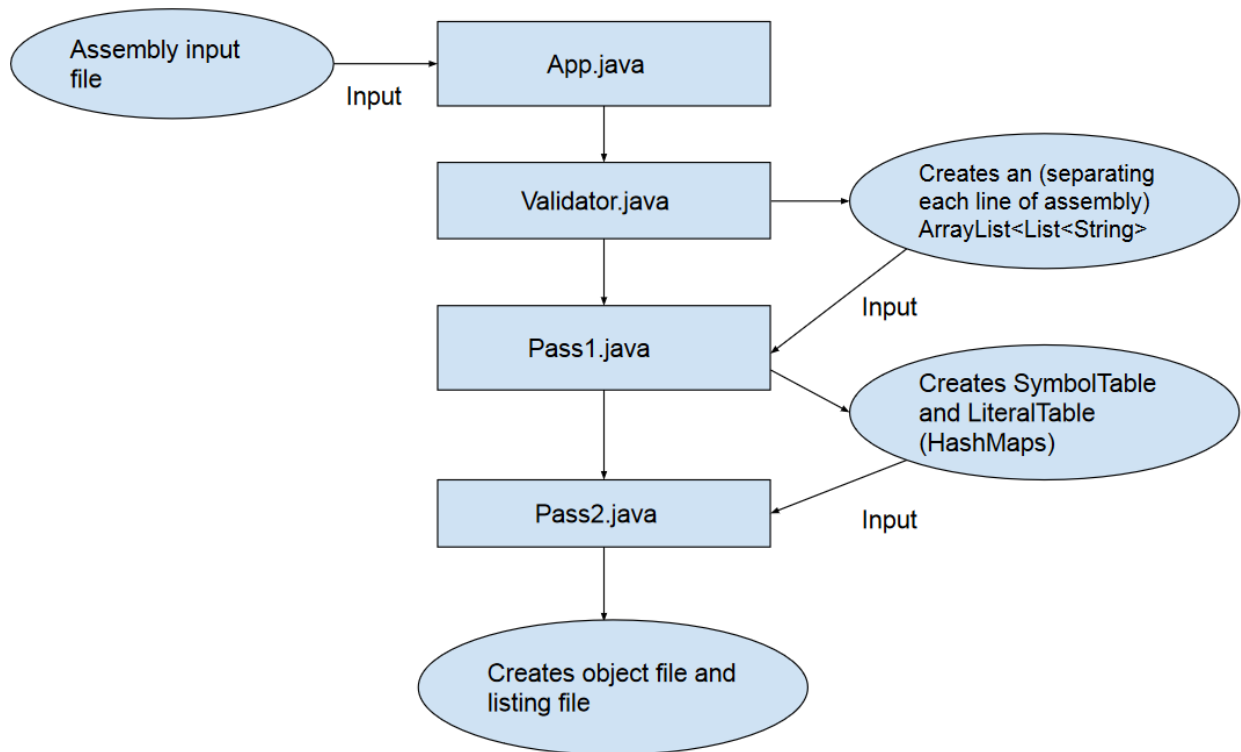 Assembly input
file
Input
App.java
Validator.java
Creates an (separating
each line of assembly)
ArrayList<List<String>
Input
Pass1.java
Creates SymbolTable
and LiteralTable
(HashMaps)
Input
Pass2.java
Creates object file and
listing file